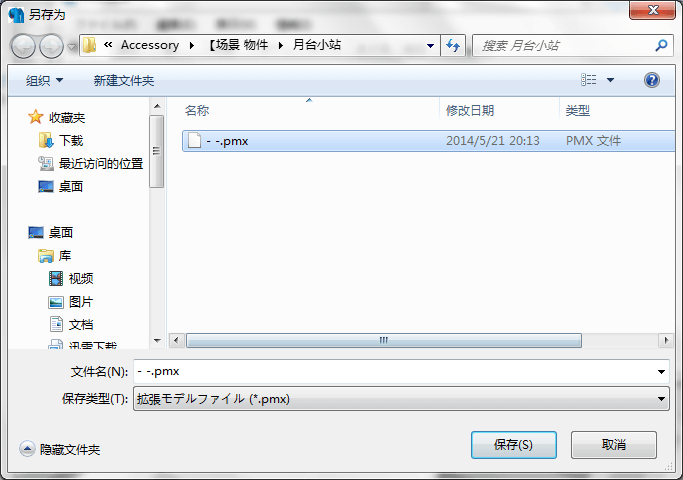 另存为
« Accessory ▸ 【场景 物件 ▸ 月台小站
搜索 月台小站
组织 新建文件夹
名称 修改日期 类型
收藏夹
- -.pmx 2014/5/21 20:13 PMX 文件
下载
最近访问的位置
桌面
桌面
库
视频
图片
文档
迅雷下载
文件名(N): - -.pmx
保存类型(T): 拡張モデルファイル (*.pmx)
隐藏文件夹 保存(S) 取消